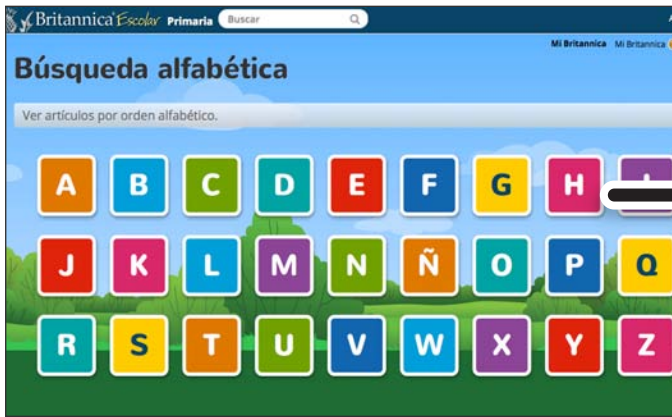 Britannica Escolar Primaria Buscar
Mi Britannica Mi Britannica
Búsqueda alfabética
Ver artículos por orden alfabético.
A B C D E F G H
J K L M N Ñ O P Q
R S T U V W X Y Z